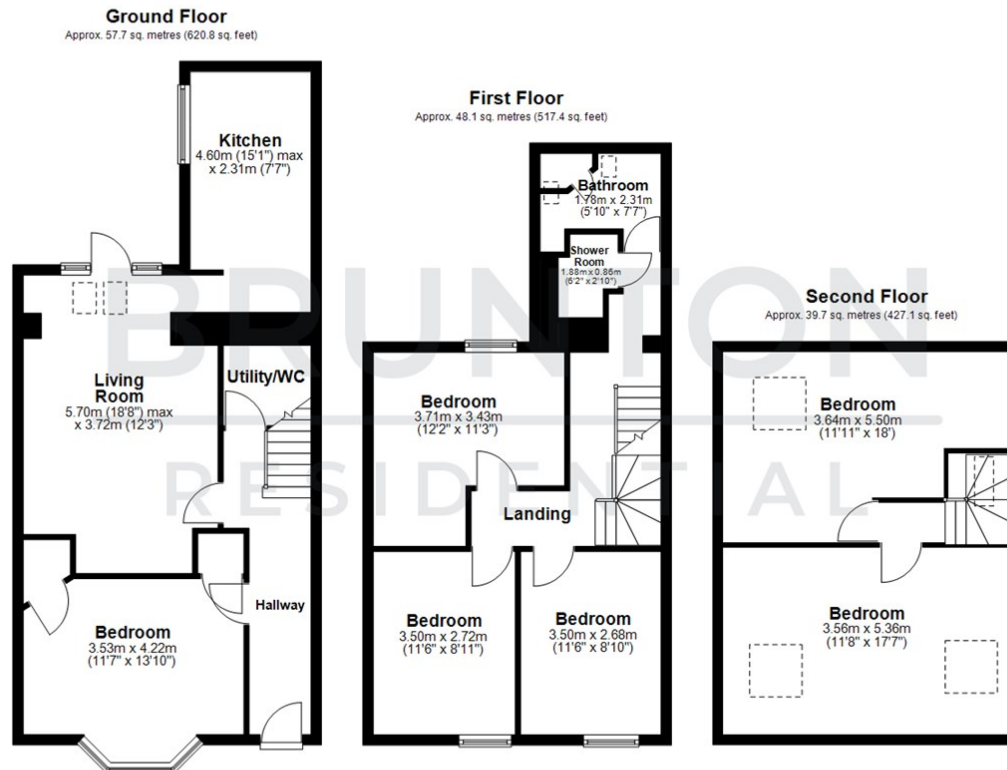 Ground Floor
Approx. 57.7 sq. metres (620.8 sq. feet)
Kitchen
4.60m (15'1") max
x 2.31m (7'7")
Living
Room
5.70m (18'8") max
x 3.72m (12'3")
Utility/WC
Hallway
Bedroom
3.53m x 4.22m
(11'7" x 13'10")
First Floor
Approx. 48.1 sq. metres (517.4 sq. feet)
Bathroom
1.78m x 2.31m
(5'10" x 7'7")
Shower
Room
1.88m x 0.86m
(6'2" x 2'10")
Bedroom
3.71m x 3.43m
(12'2" x 11'3")
Landing
Bedroom
3.50m x 2.72m
(11'6" x 8'11")
Bedroom
3.50m x 2.68m
(11'6" x 8'10")
Second Floor
Approx. 39.7 sq. metres (427.1 sq. feet)
Bedroom
3.64m x 5.50m
(11'11" x 18')
Bedroom
3.56m x 5.36m
(11'8" x 17'7")
BRUNTON
RESIDENTIAL